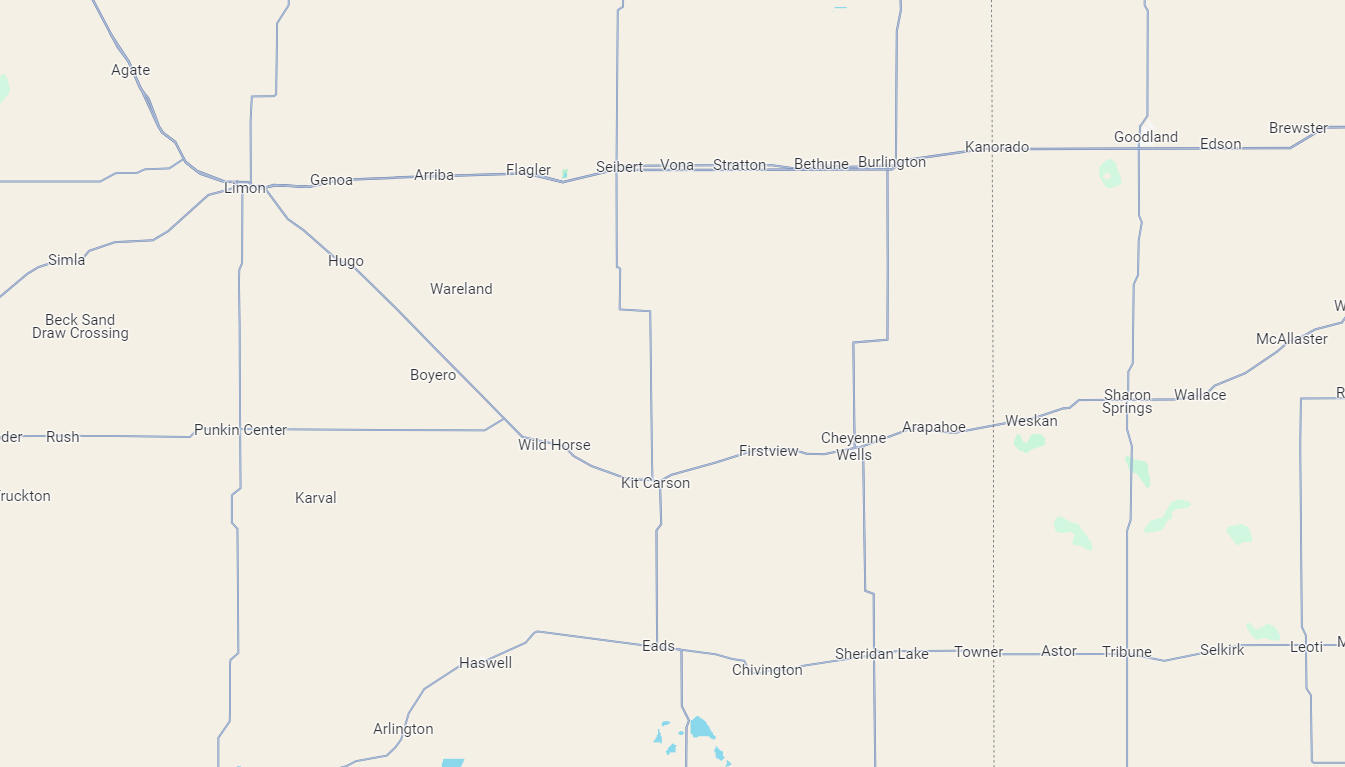 Agate
Brewster
Goodland
Edson
Kanorado
Burlington
Bethune
Stratton
Vona
Seibert
Flagler
Arriba
Genoa
Limon
Simla
Hugo
Wareland
Beck Sand
Draw Crossing
McAllaster
Boyero
Sharon
Springs
Wallace
Weskan
Arapahoe
Cheyenne
Wells
Firstview
Wild Horse
Punkin Center
Rush
der
Kit Carson
Karval
ruckton
Eads
Haswell
Chivington
Sheridan Lake
Towner
Astor
Tribune
Selkirk
Leoti
Arlington